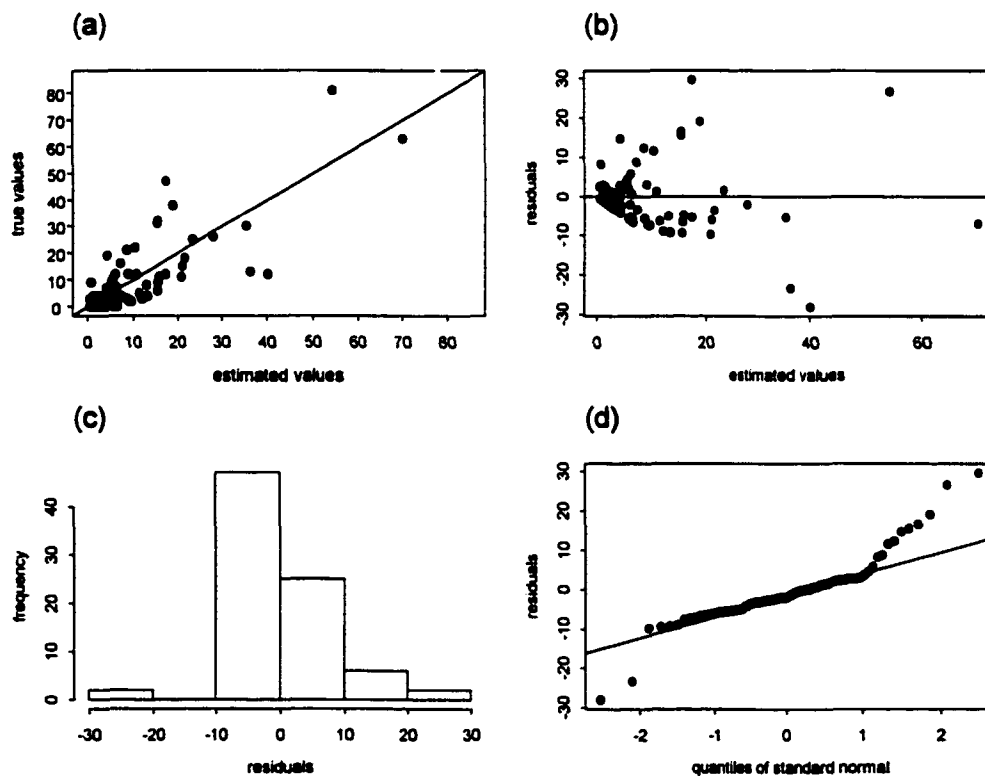 (a)
true values
80
70
60
50
40
30
20
10
0
0 10 20 30 40 50 60 70 80
estimated values
(b)
residuals
30
20
10
0
-10
-20
-30
0 20 40 60
estimated values
(c)
frequency
40
30
20
10
0
-30 -20 -10 0 10 20 30
residuals
(d)
residuals
30
20
10
0
-10
-20
-30
-2 -1 0 1 2
quantiles of standard normal